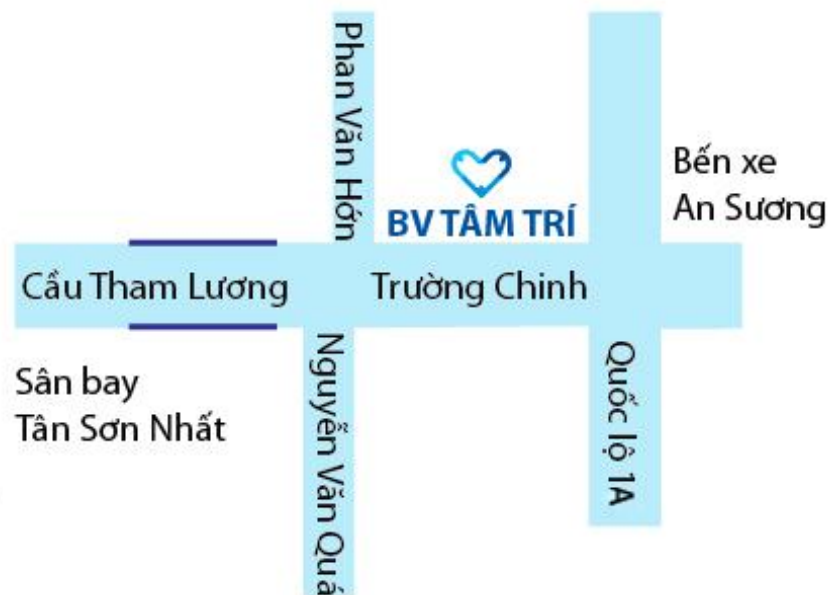 Phan Văn Hớn
BV TÂM TRÍ
Bến xe
An Sương
Cầu Tham Lương
Trường Chinh
Sân bay
Tân Sơn Nhất
Nguyễn Văn Quá
Quốc lộ 1A